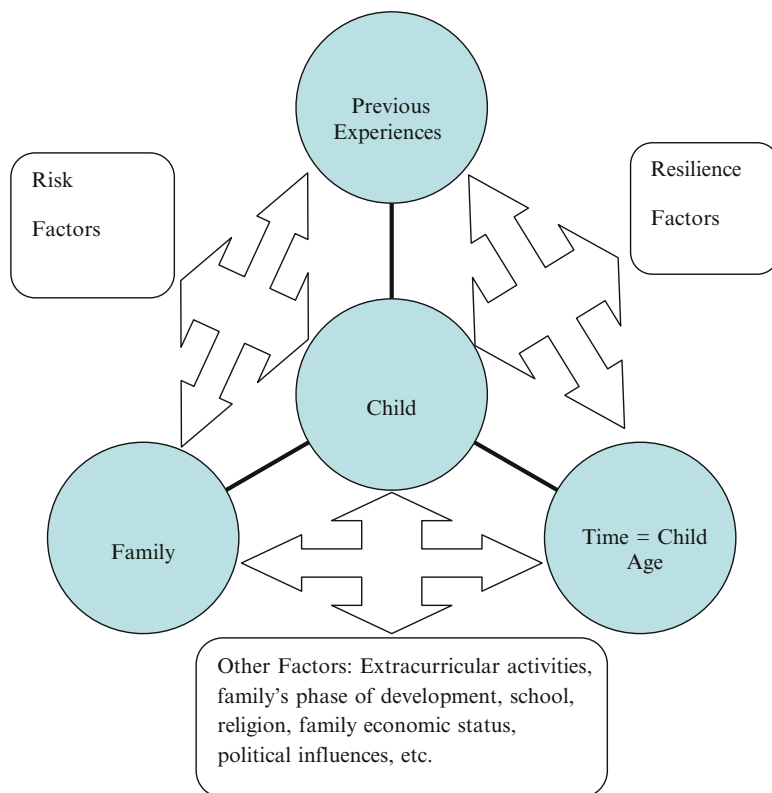 Previous
Experiences
Risk
Factors
Resilience
Factors
Child
Family
Time = Child
Age
Other Factors: Extracurricular activities,
family's phase of development, school,
religion, family economic status,
political influences, etc.